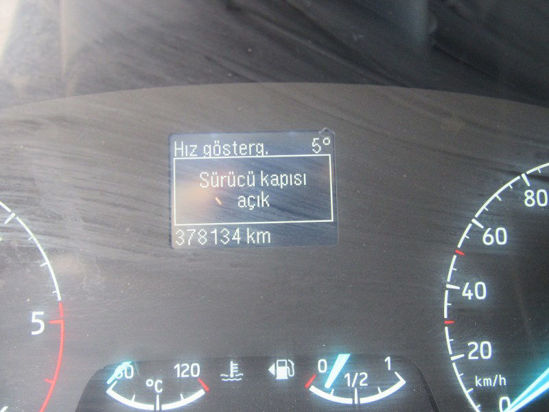 Hız gösterg. 5°
Sürücü kapısı
açık
378134 km
80
60
40
20
0
km/h
5
60 °C 120
0 1/2 1